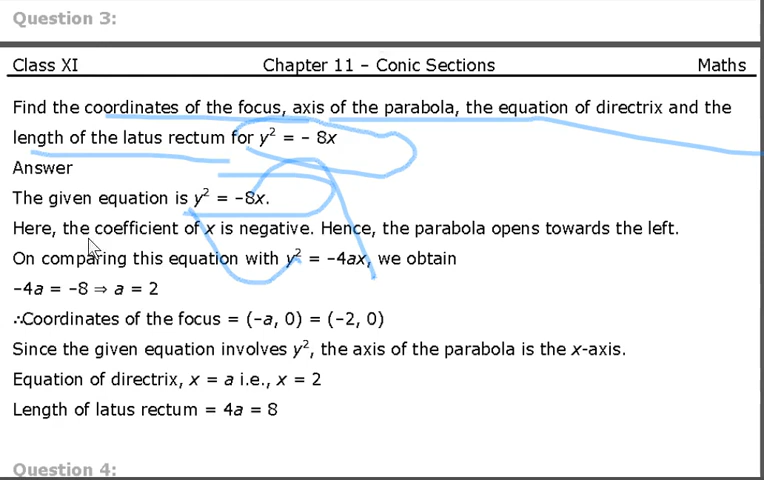 Question 3:
Class XI Chapter 11 – Conic Sections Maths
Find the coordinates of the focus, axis of the parabola, the equation of directrix and the
length of the latus rectum for y² = – 8x
Answer
The given equation is y² = –8x.
Here, the coefficient of x is negative. Hence, the parabola opens towards the left.
On comparing this equation with y² = –4ax, we obtain
–4a = –8 ⇒ a = 2
∴Coordinates of the focus = (–a, 0) = (–2, 0)
Since the given equation involves y², the axis of the parabola is the x-axis.
Equation of directrix, x = a i.e., x = 2
Length of latus rectum = 4a = 8
Question 4: